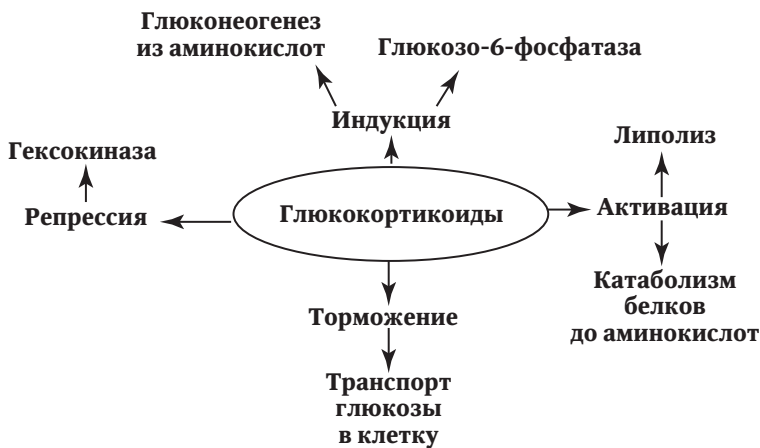 Глюконеогенез
из аминокислот
Глюкозо-6-фосфатаза
Индукция
Липолиз
Гексокиназа
Репрессия
Глюкокортикоиды
Активация
Катаболизм
белков
до аминокислот
Торможение
Транспорт
глюкозы
в клетку